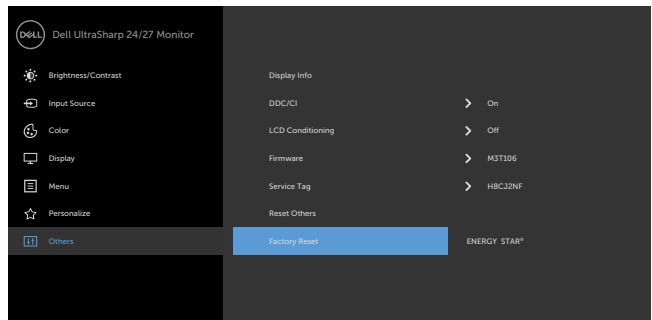 DELL Dell UltraSharp 24/27 Monitor
Brightness/Contrast Display Info
Input Source DDC/CI On
Color LCD Conditioning Off
Display Firmware M3T106
Menu Service Tag H8CJ2NF
Personalize Reset Others
Others Factory Reset ENERGY STAR®